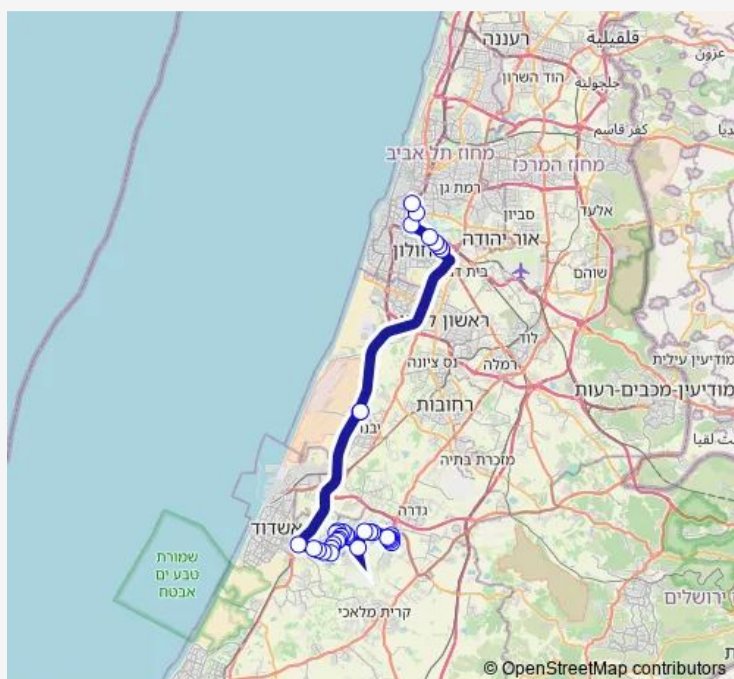 רעננה
קלקיליה
עזון
הוד השרון
ג'לג'וליה
כפר קאסם
מחוז תל אביב
מחוז המרכז
רמת גן
סביון
אלעד
אור יהודה
חולון
בית ד
שוהם
ראשון ל
לוד
נס ציונה
רמלה
מודיעין עילית
רחובות
מודיעין-מכבים-רעות
יבנה
מזכרת בתיה
גדרה
אשדוד
שמורת
טבע ים
אבטח
קרית מלאכי
ירושלים
© OpenStreetMap contributors